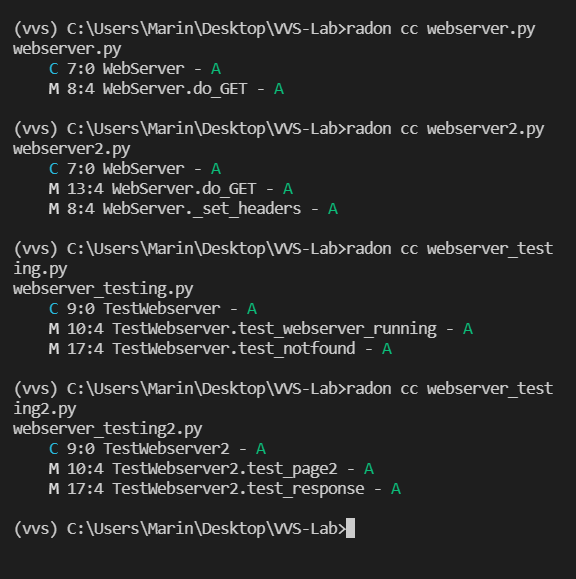 (vvs) C:\Users\Marin\Desktop\VVS-Lab>radon cc webserver.py
webserver.py
    C 7:0 WebServer - A
    M 8:4 WebServer.do_GET - A

(vvs) C:\Users\Marin\Desktop\VVS-Lab>radon cc webserver2.py
webserver2.py
    C 7:0 WebServer - A
    M 13:4 WebServer.do_GET - A
    M 8:4 WebServer._set_headers - A

(vvs) C:\Users\Marin\Desktop\VVS-Lab>radon cc webserver_test
ing.py
webserver_testing.py
    C 9:0 TestWebserver - A
    M 10:4 TestWebserver.test_webserver_running - A
    M 17:4 TestWebserver.test_notfound - A

(vvs) C:\Users\Marin\Desktop\VVS-Lab>radon cc webserver_test
ing2.py
webserver_testing2.py
    C 9:0 TestWebserver2 - A
    M 10:4 TestWebserver2.test_page2 - A
    M 17:4 TestWebserver2.test_response - A

(vvs) C:\Users\Marin\Desktop\VVS-Lab>